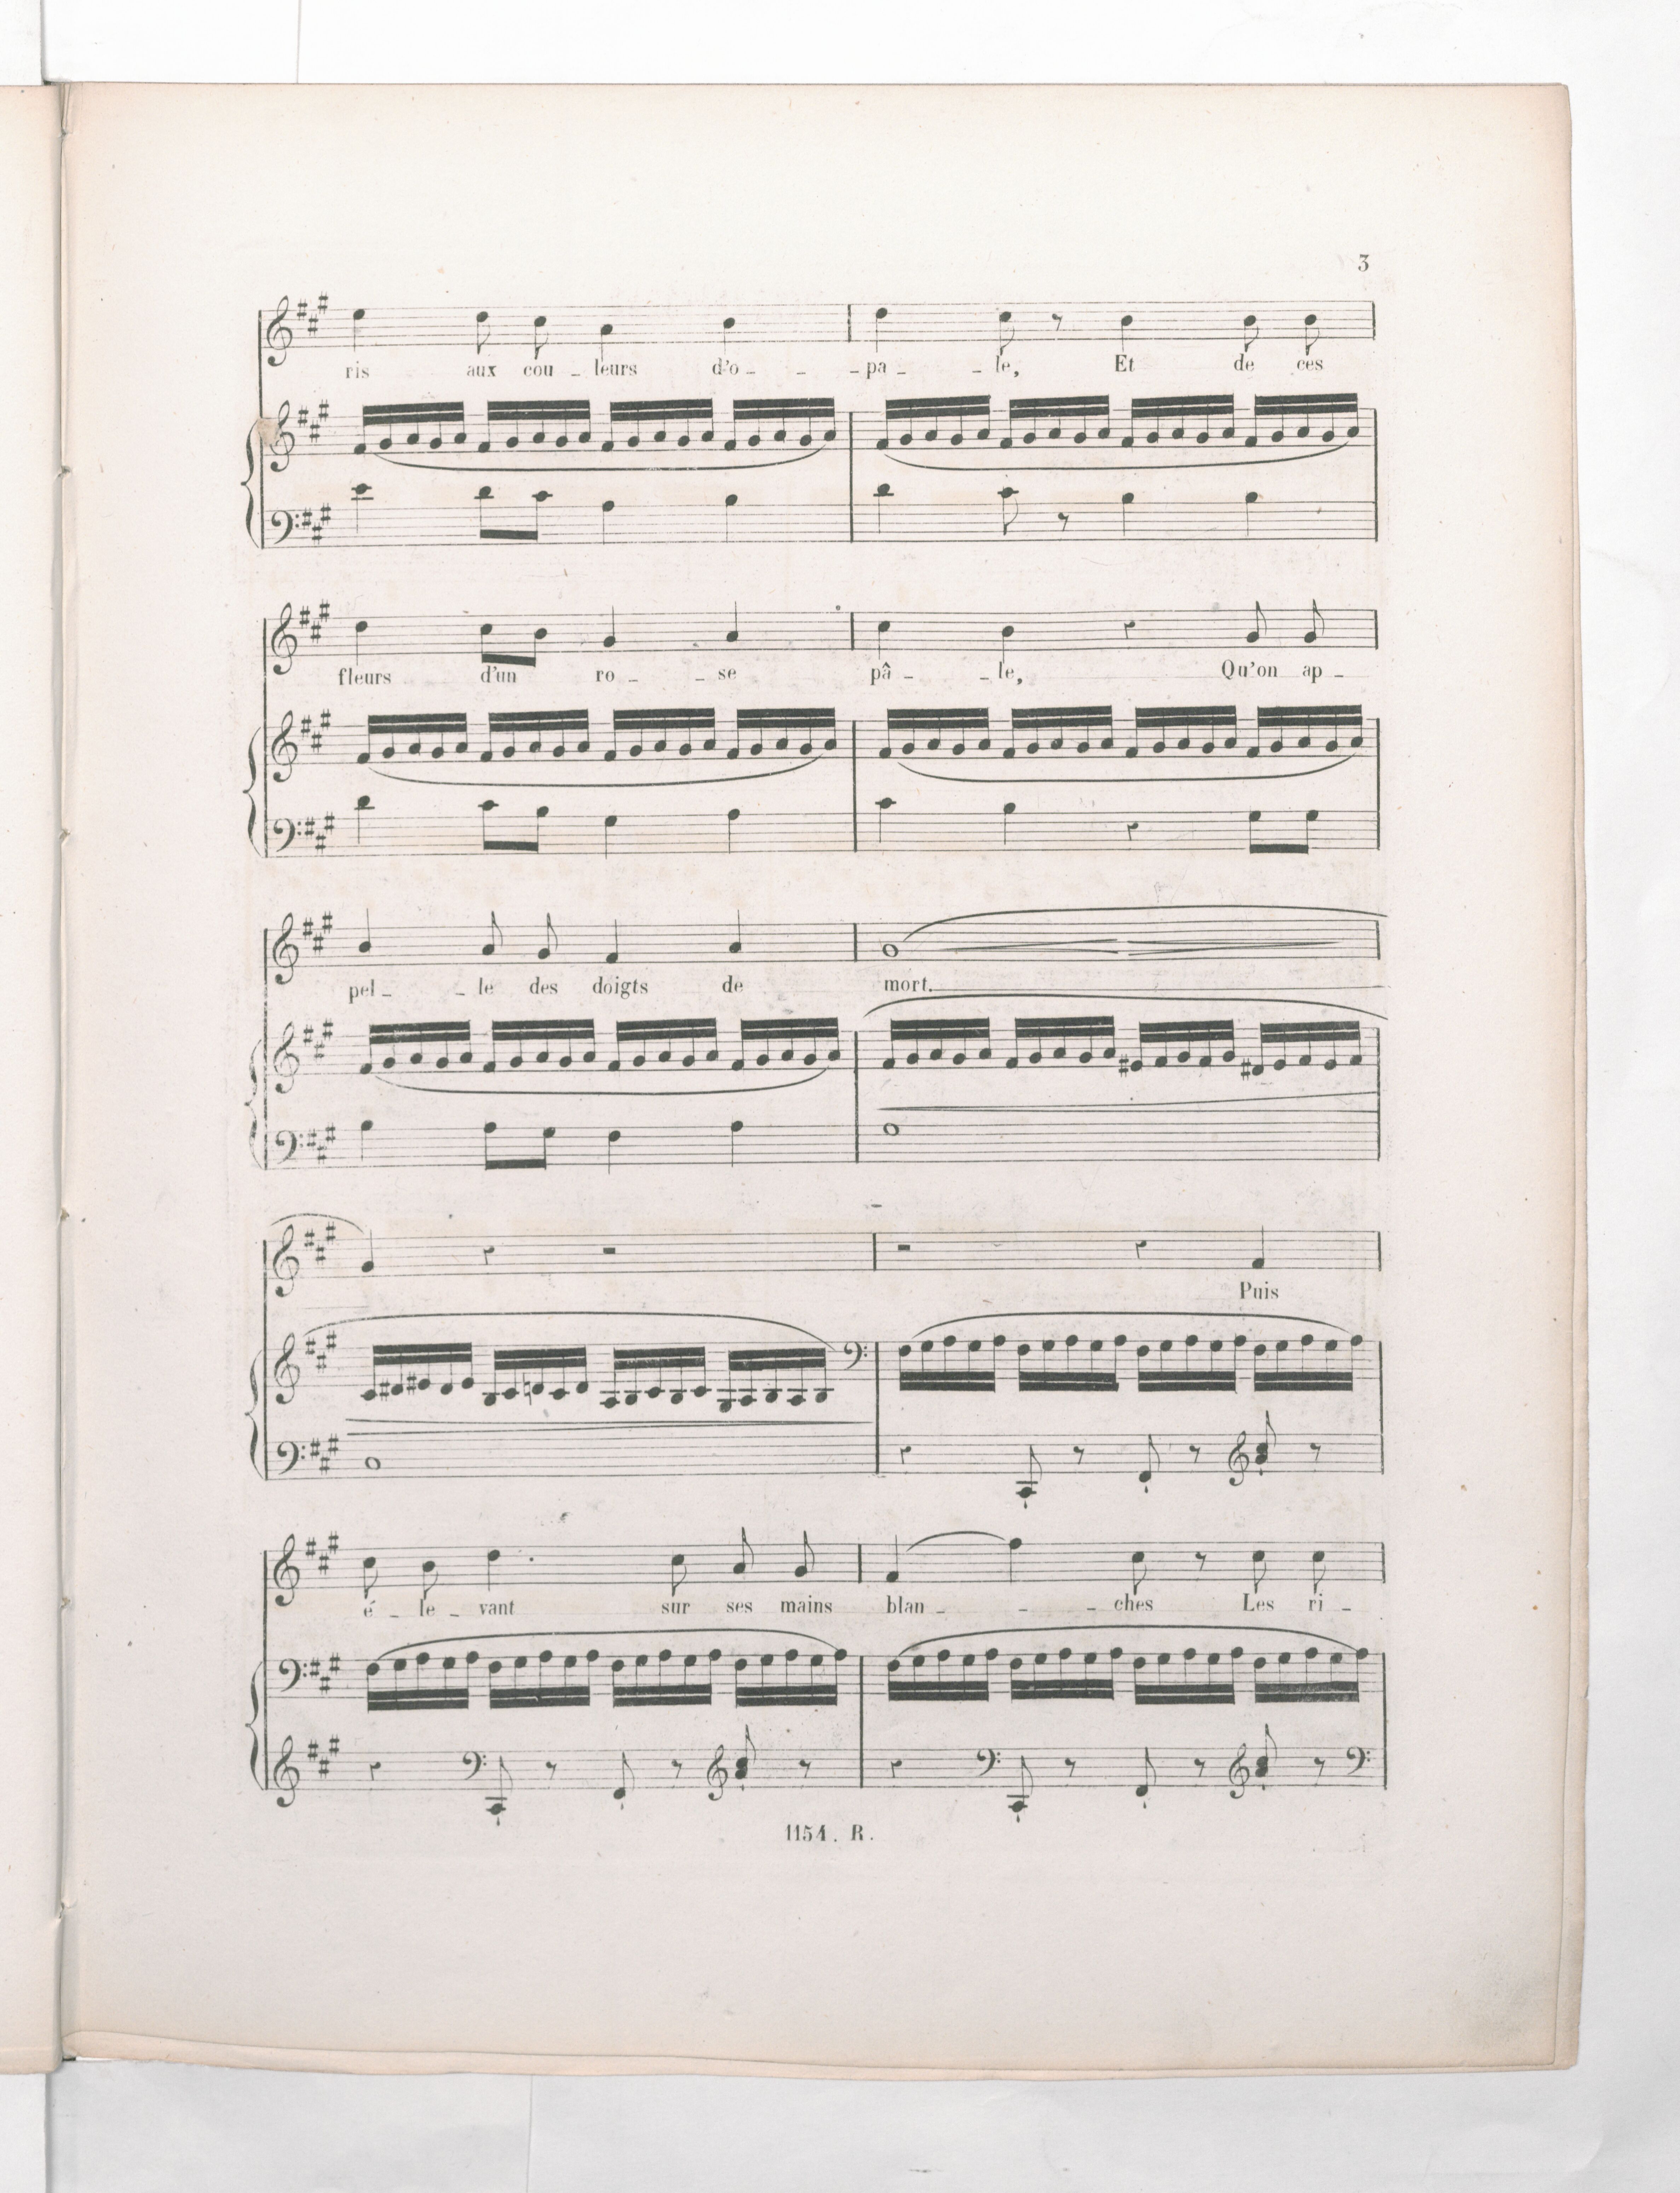 3
ris aux cou_leurs d'o_ _ _pa_ _le, Et de ces
fleurs d'un ro_ _se pâ_ _le, Qu'on ap_
pel_ _le des doigts de mort._
Puis
é_le_vant sur ses mains blan_ _ _ches Les ri_
1154. R.